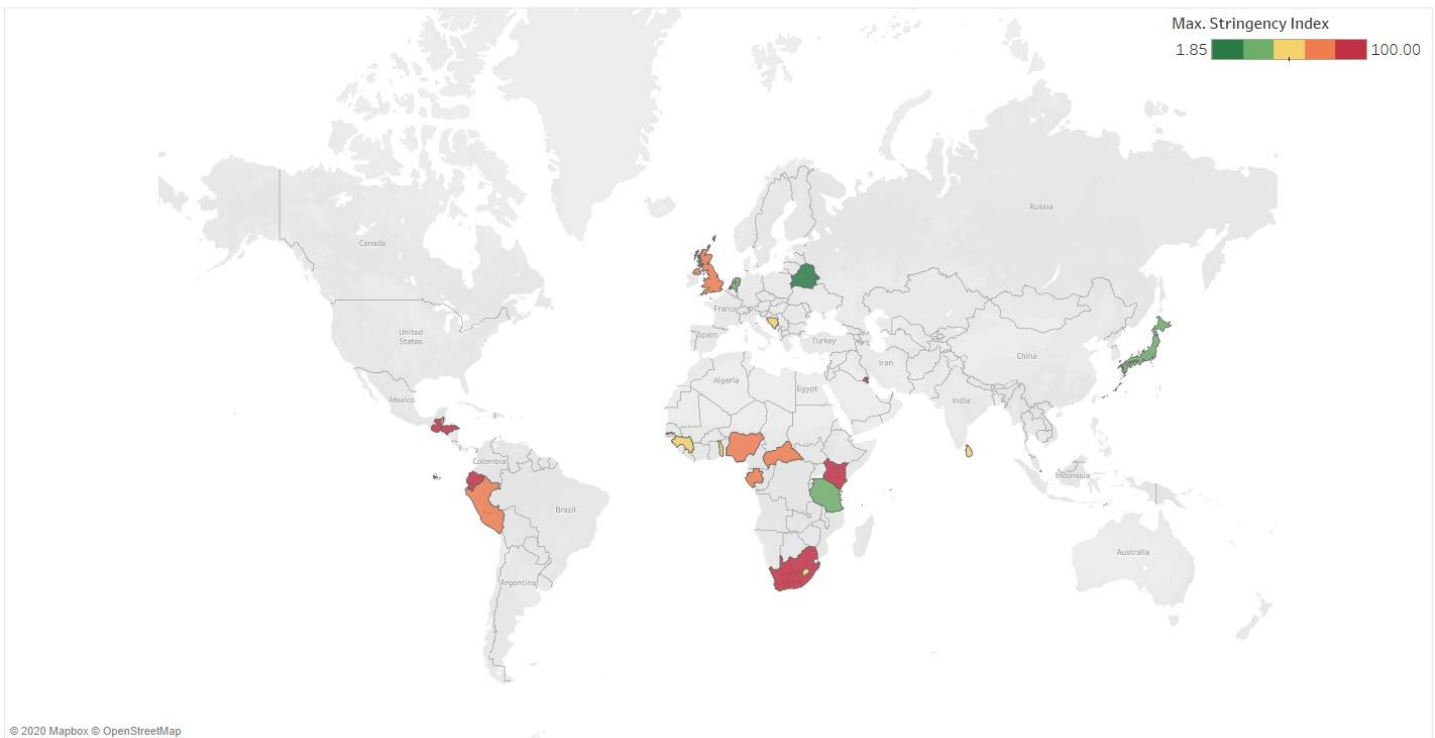 Max. Stringency Index
1.85 100.00
Russia
Canada
France
United
States
Spain
Turkey
China
Iran
Algeria
Egypt
Mexico
India
Colombia
Indonesia
Brazil
Australia
Argentina
© 2020 Mapbox © OpenStreetMap